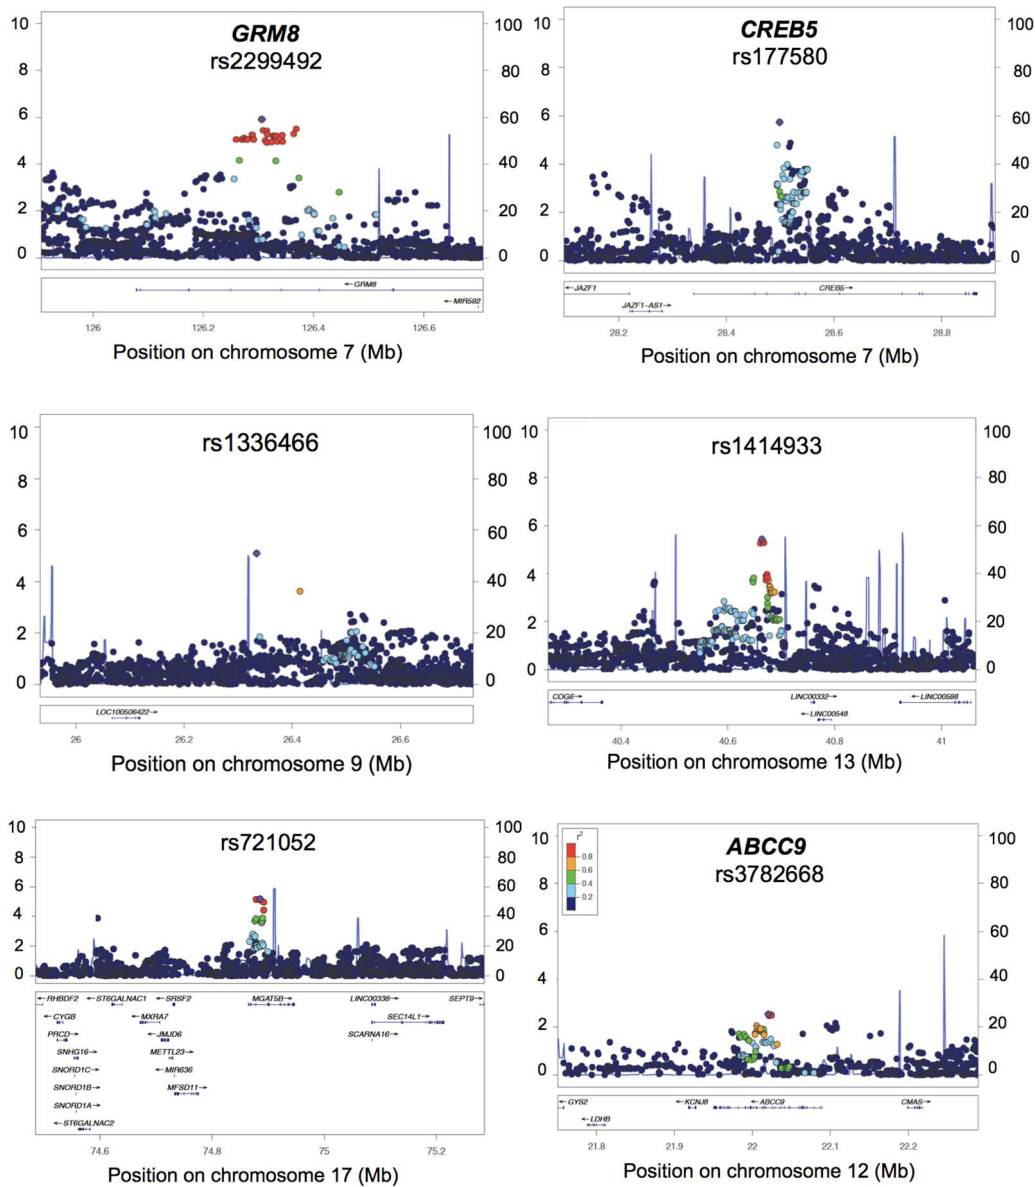 GRM8
rs2299492
10
8
6
4
2
0
100
80
60
40
20
0
←GRM8
←MIR592
126
126.2
126.4
126.6
Position on chromosome 7 (Mb)
CREB5
rs177580
10
8
6
4
2
0
100
80
60
40
20
0
←JAZF1
CREB5→
JAZF1−AS1→
28.2
28.4
28.6
28.8
Position on chromosome 7 (Mb)
rs1336466
10
8
6
4
2
0
100
80
60
40
20
0
LOC100506422→
26
26.2
26.4
26.6
Position on chromosome 9 (Mb)
rs1414933
10
8
6
4
2
0
100
80
60
40
20
0
COG6→
LINC00332→
←LINC00598
←LINC00548
40.4
40.6
40.8
41
Position on chromosome 13 (Mb)
rs721052
10
8
6
4
2
0
100
80
60
40
20
0
←RHBDF2
←ST6GALNAC1
←SRSF2
MGAT5B→
LINC00338→
SEPT9→
←CYGB
←MXRA7
SEC14L1→
PRCD→
←JMJD6
SCARNA16→
SNHG16→
METTL23→
SNORD1C→
←MIR636
SNORD1B→
MFSD11→
SNORD1A→
←ST6GALNAC2
74.6
74.8
75
75.2
Position on chromosome 17 (Mb)
ABCC9
rs3782668
r²
0.8
0.6
0.4
0.2
10
8
6
4
2
0
100
80
60
40
20
0
←GYS2
←KCNJ8
←ABCC9
CMAS→
←LDHB
21.8
21.9
22
22.1
22.2
Position on chromosome 12 (Mb)